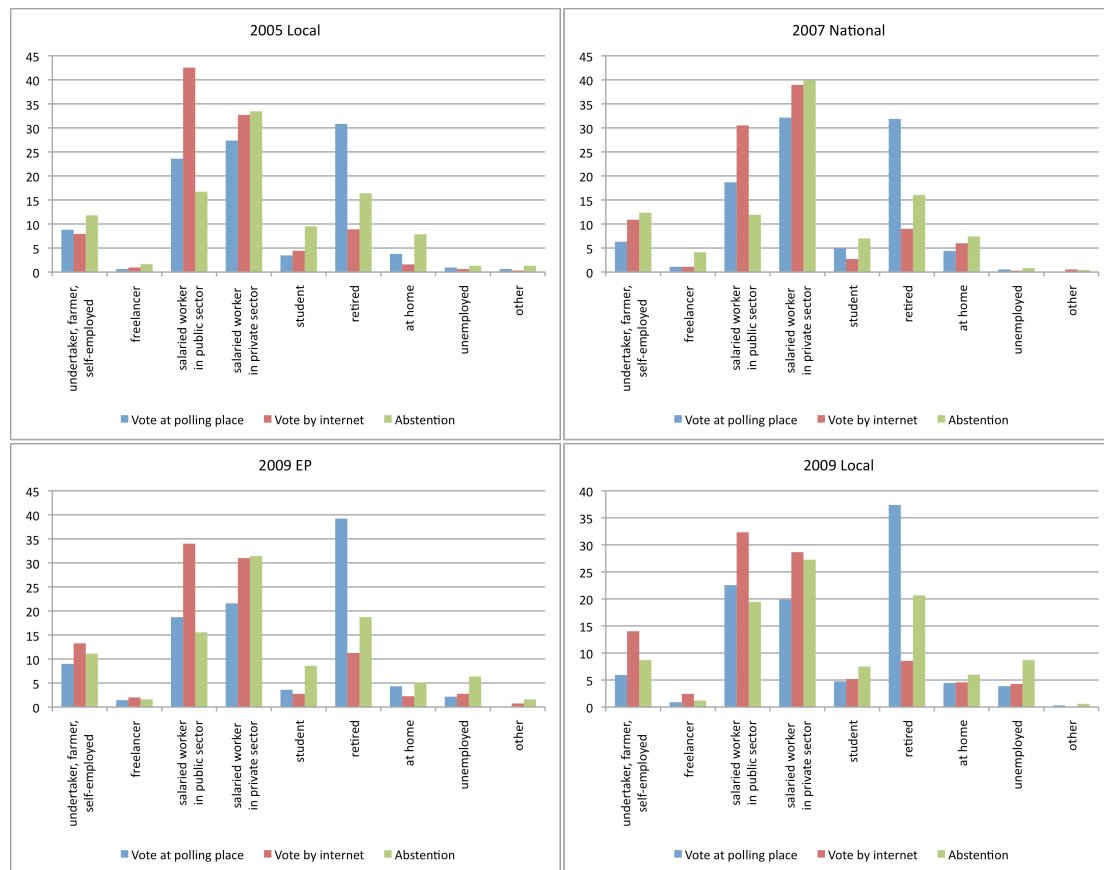 2005 Local
45
40
35
30
25
20
15
10
5
0
undertaker, farmer,
self-employed
freelancer
salaried worker
in public sector
salaried worker
in private sector
student
retired
at home
unemployed
other
Vote at polling place Vote by internet Abstention
2007 National
45
40
35
30
25
20
15
10
5
0
undertaker, farmer,
self-employed
freelancer
salaried worker
in public sector
salaried worker
in private sector
student
retired
at home
unemployed
other
Vote at polling place Vote by internet Abstention
2009 EP
45
40
35
30
25
20
15
10
5
0
undertaker, farmer,
self-employed
freelancer
salaried worker
in public sector
salaried worker
in private sector
student
retired
at home
unemployed
other
Vote at polling place Vote by internet Abstention
2009 Local
40
35
30
25
20
15
10
5
0
undertaker, farmer,
self-employed
freelancer
salaried worker
in public sector
salaried worker
in private sector
student
retired
at home
unemployed
other
Vote at polling place Vote by internet Abstention